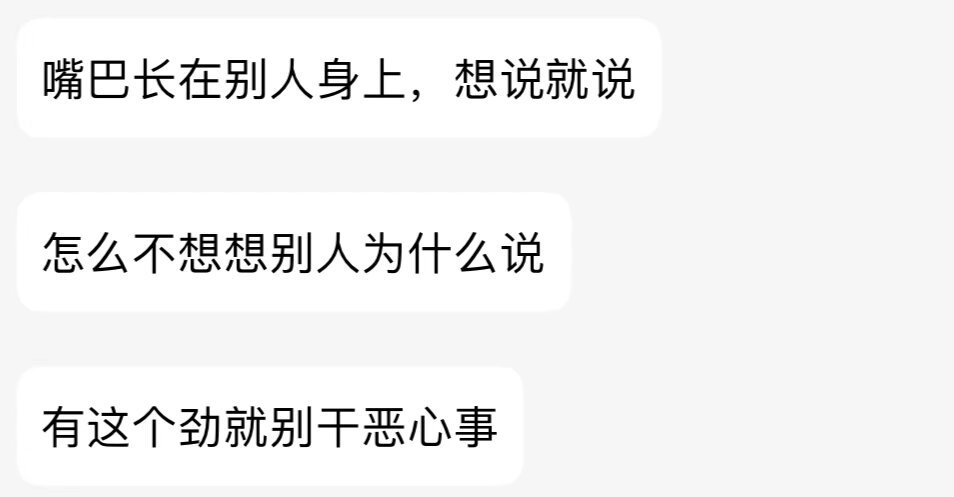 嘴巴长在别人身上，想说就说
怎么不想想别人为什么说
有这个劲就别干恶心事